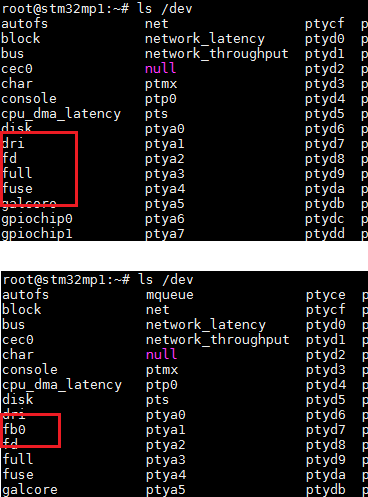 root@stm32mp1:~# ls /dev
autofs net ptycf p
block network_latency ptyd0 p
bus network_throughput ptyd1 p
cec0 null ptyd2 p
char ptmx ptyd3 p
console ptp0 ptyd4 p
cpu_dma_latency pts ptyd5 p
disk ptya0 ptyd6 p
dri ptya1 ptyd7 p
fd ptya2 ptyd8 p
full ptya3 ptyd9 p
fuse ptya4 ptyda p
galcore ptya5 ptydb p
gpiochip0 ptya6 ptydc p
gpiochip1 ptya7 ptydd p
root@stm32mp1:~# ls /dev
autofs mqueue ptyce p
block net ptycf p
bus network_latency ptyd0 p
cec0 network_throughput ptyd1 p
char null ptyd2 p
console ptmx ptyd3 p
cpu_dma_latency ptp0 ptyd4 p
disk pts ptyd5 p
dri ptya0 ptyd6 p
fb0 ptya1 ptyd7 p
fd ptya2 ptyd8 p
full ptya3 ptyd9 p
fuse ptya4 ptyda p
galcore ptya5 ptydb p